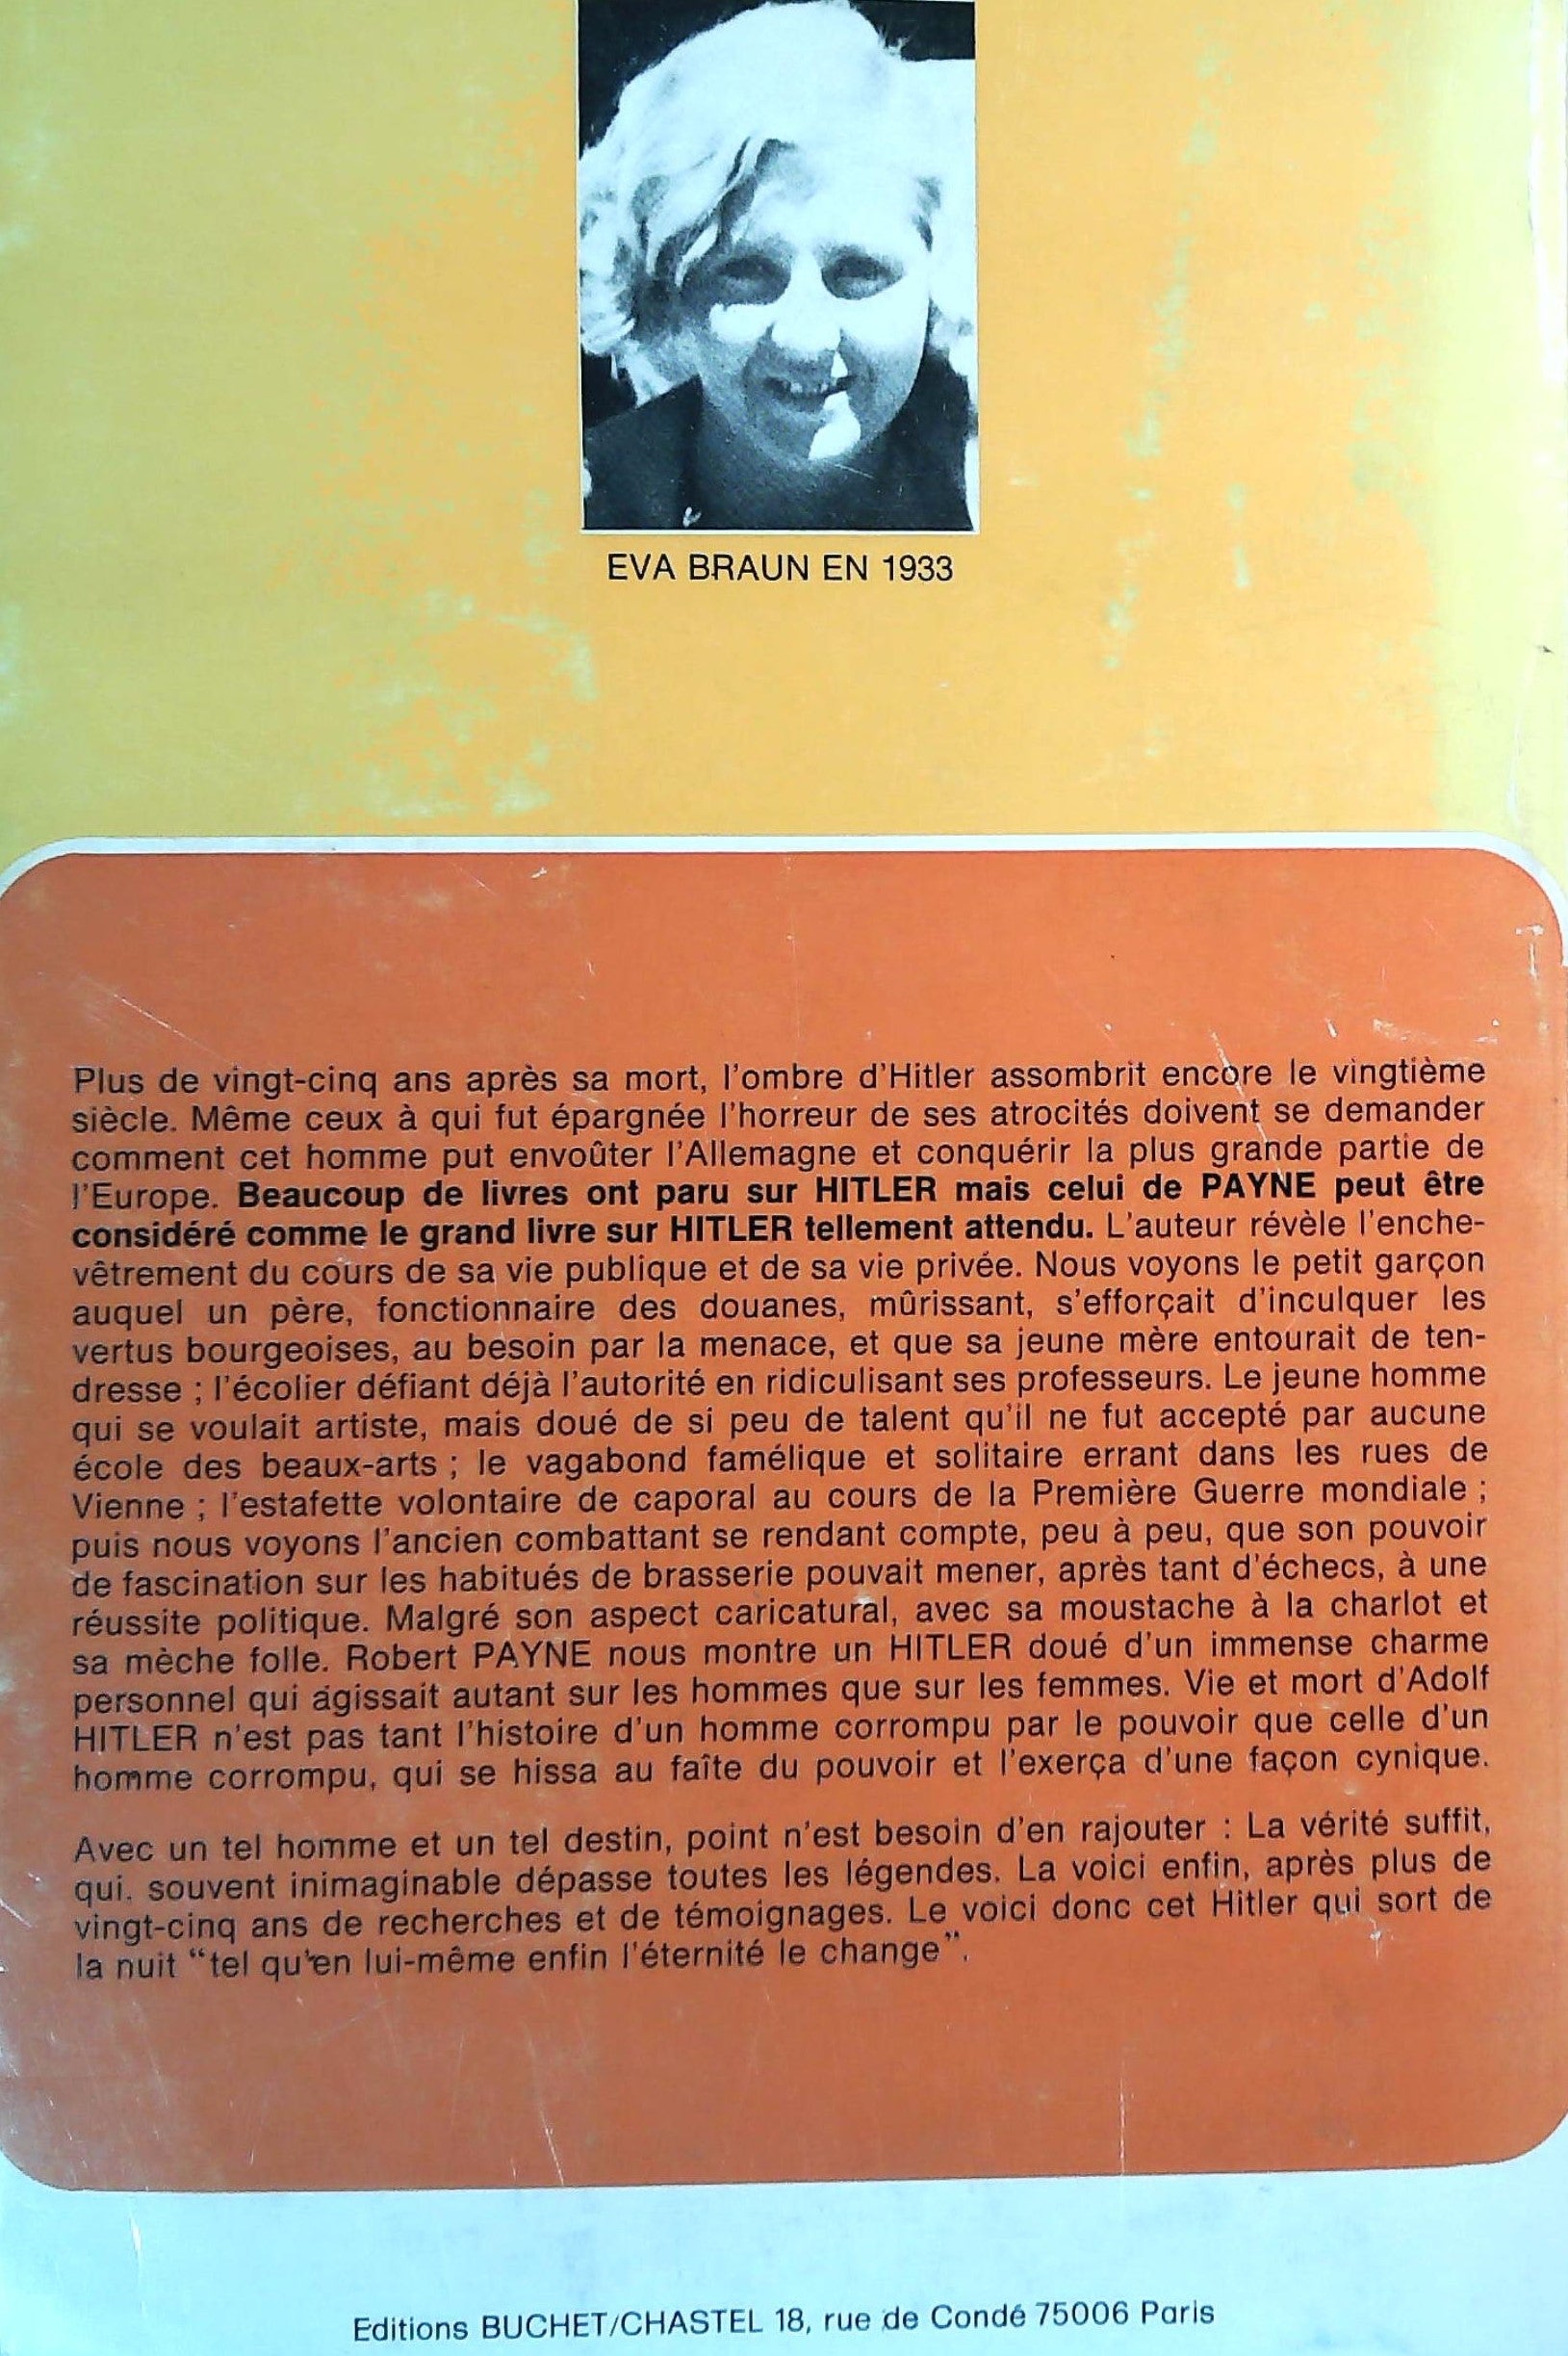 EVA BRAUN EN 1933
Plus de vingt-cinq ans après sa mort, l'ombre d'Hitler assombrit encore le vingtième
siècle. Même ceux à qui fut épargnée l'horreur de ses atrocités doivent se demander
comment cet homme put envoûter l'Allemagne et conquérir la plus grande partie de
l'Europe. Beaucoup de livres ont paru sur HITLER mais celui de PAYNE peut être
considéré comme le grand livre sur HITLER tellement attendu. L'auteur révèle l'enche-
vêtrement du cours de sa vie publique et de sa vie privée. Nous voyons le petit garçon
auquel un père, fonctionnaire des douanes, mûrissant, s'efforçait d'inculquer les
vertus bourgeoises, au besoin par la menace, et que sa jeune mère entourait de ten-
dresse ; l'écolier défiant déjà l'autorité en ridiculisant ses professeurs. Le jeune homme
qui se voulait artiste, mais doué de si peu de talent qu'il ne fut accepté par aucune
école des beaux-arts ; le vagabond famélique et solitaire errant dans les rues de
Vienne ; l'estafette volontaire de caporal au cours de la Première Guerre mondiale ;
puis nous voyons l'ancien combattant se rendant compte, peu à peu, que son pouvoir
de fascination sur les habitués de brasserie pouvait mener, après tant d'échecs, à une
réussite politique. Malgré son aspect caricatural, avec sa moustache à la charlot et
sa mèche folle. Robert PAYNE nous montre un HITLER doué d'un immense charme
personnel qui agissait autant sur les hommes que sur les femmes. Vie et mort d'Adolf
HITLER n'est pas tant l'histoire d'un homme corrompu par le pouvoir que celle d'un
homme corrompu, qui se hissa au faîte du pouvoir et l'exerça d'une façon cynique.
Avec un tel homme et un tel destin, point n'est besoin d'en rajouter : La vérité suffit,
qui. souvent inimaginable dépasse toutes les légendes. La voici enfin, après plus de
vingt-cinq ans de recherches et de témoignages. Le voici donc cet Hitler qui sort de
la nuit "tel qu'en lui-même enfin l'éternité le change".
Editions BUCHET/CHASTEL 18, rue de Condé 75006 Paris